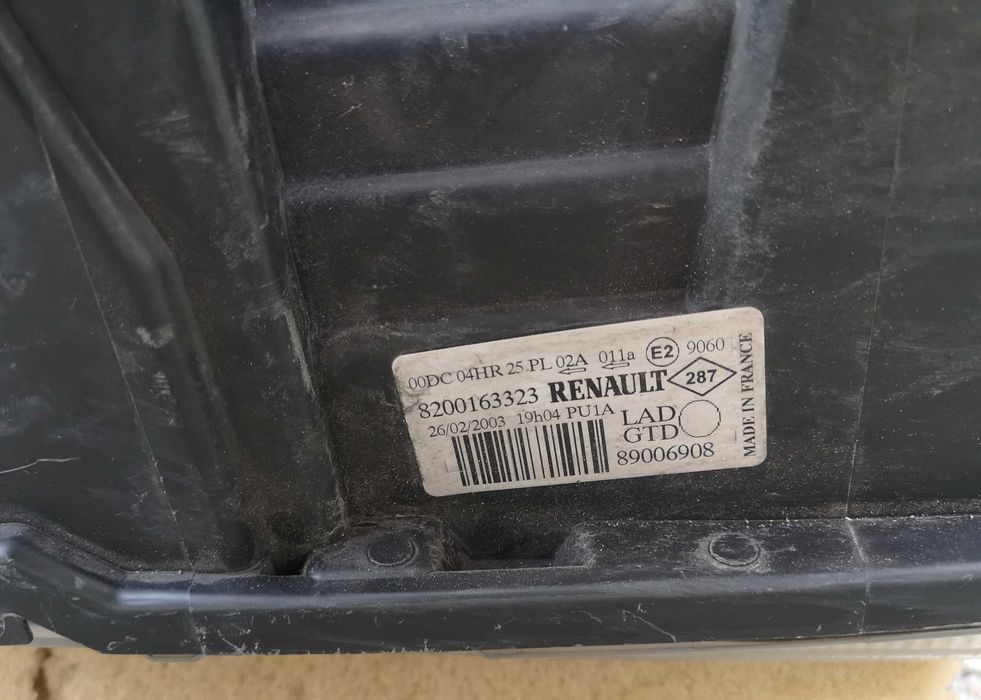 00DC 04HR 25 PL 02A 011a E2 9060
8200163323 RENAULT 287
26/02/2003 19h04 PU1A LAD
GTD
89006908
MADE IN FRANCE